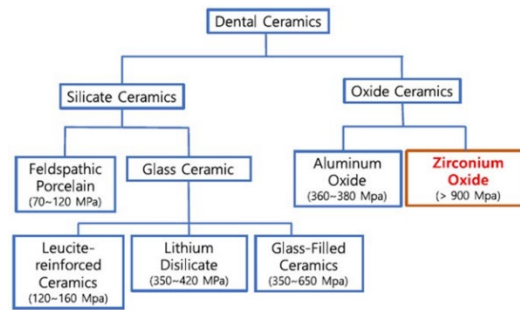 Dental Ceramics
Silicate Ceramics
Oxide Ceramics
Feldspathic
Porcelain
(70~120 MPa)
Glass Ceramic
Aluminum
Oxide
(360~380 Mpa)
Zirconium
Oxide
(> 900 Mpa)
Leucite-
reinforced
Ceramics
(120~160 Mpa)
Lithium
Disilicate
(350~420 MPa)
Glass-Filled
Ceramics
(350~650 MPa)